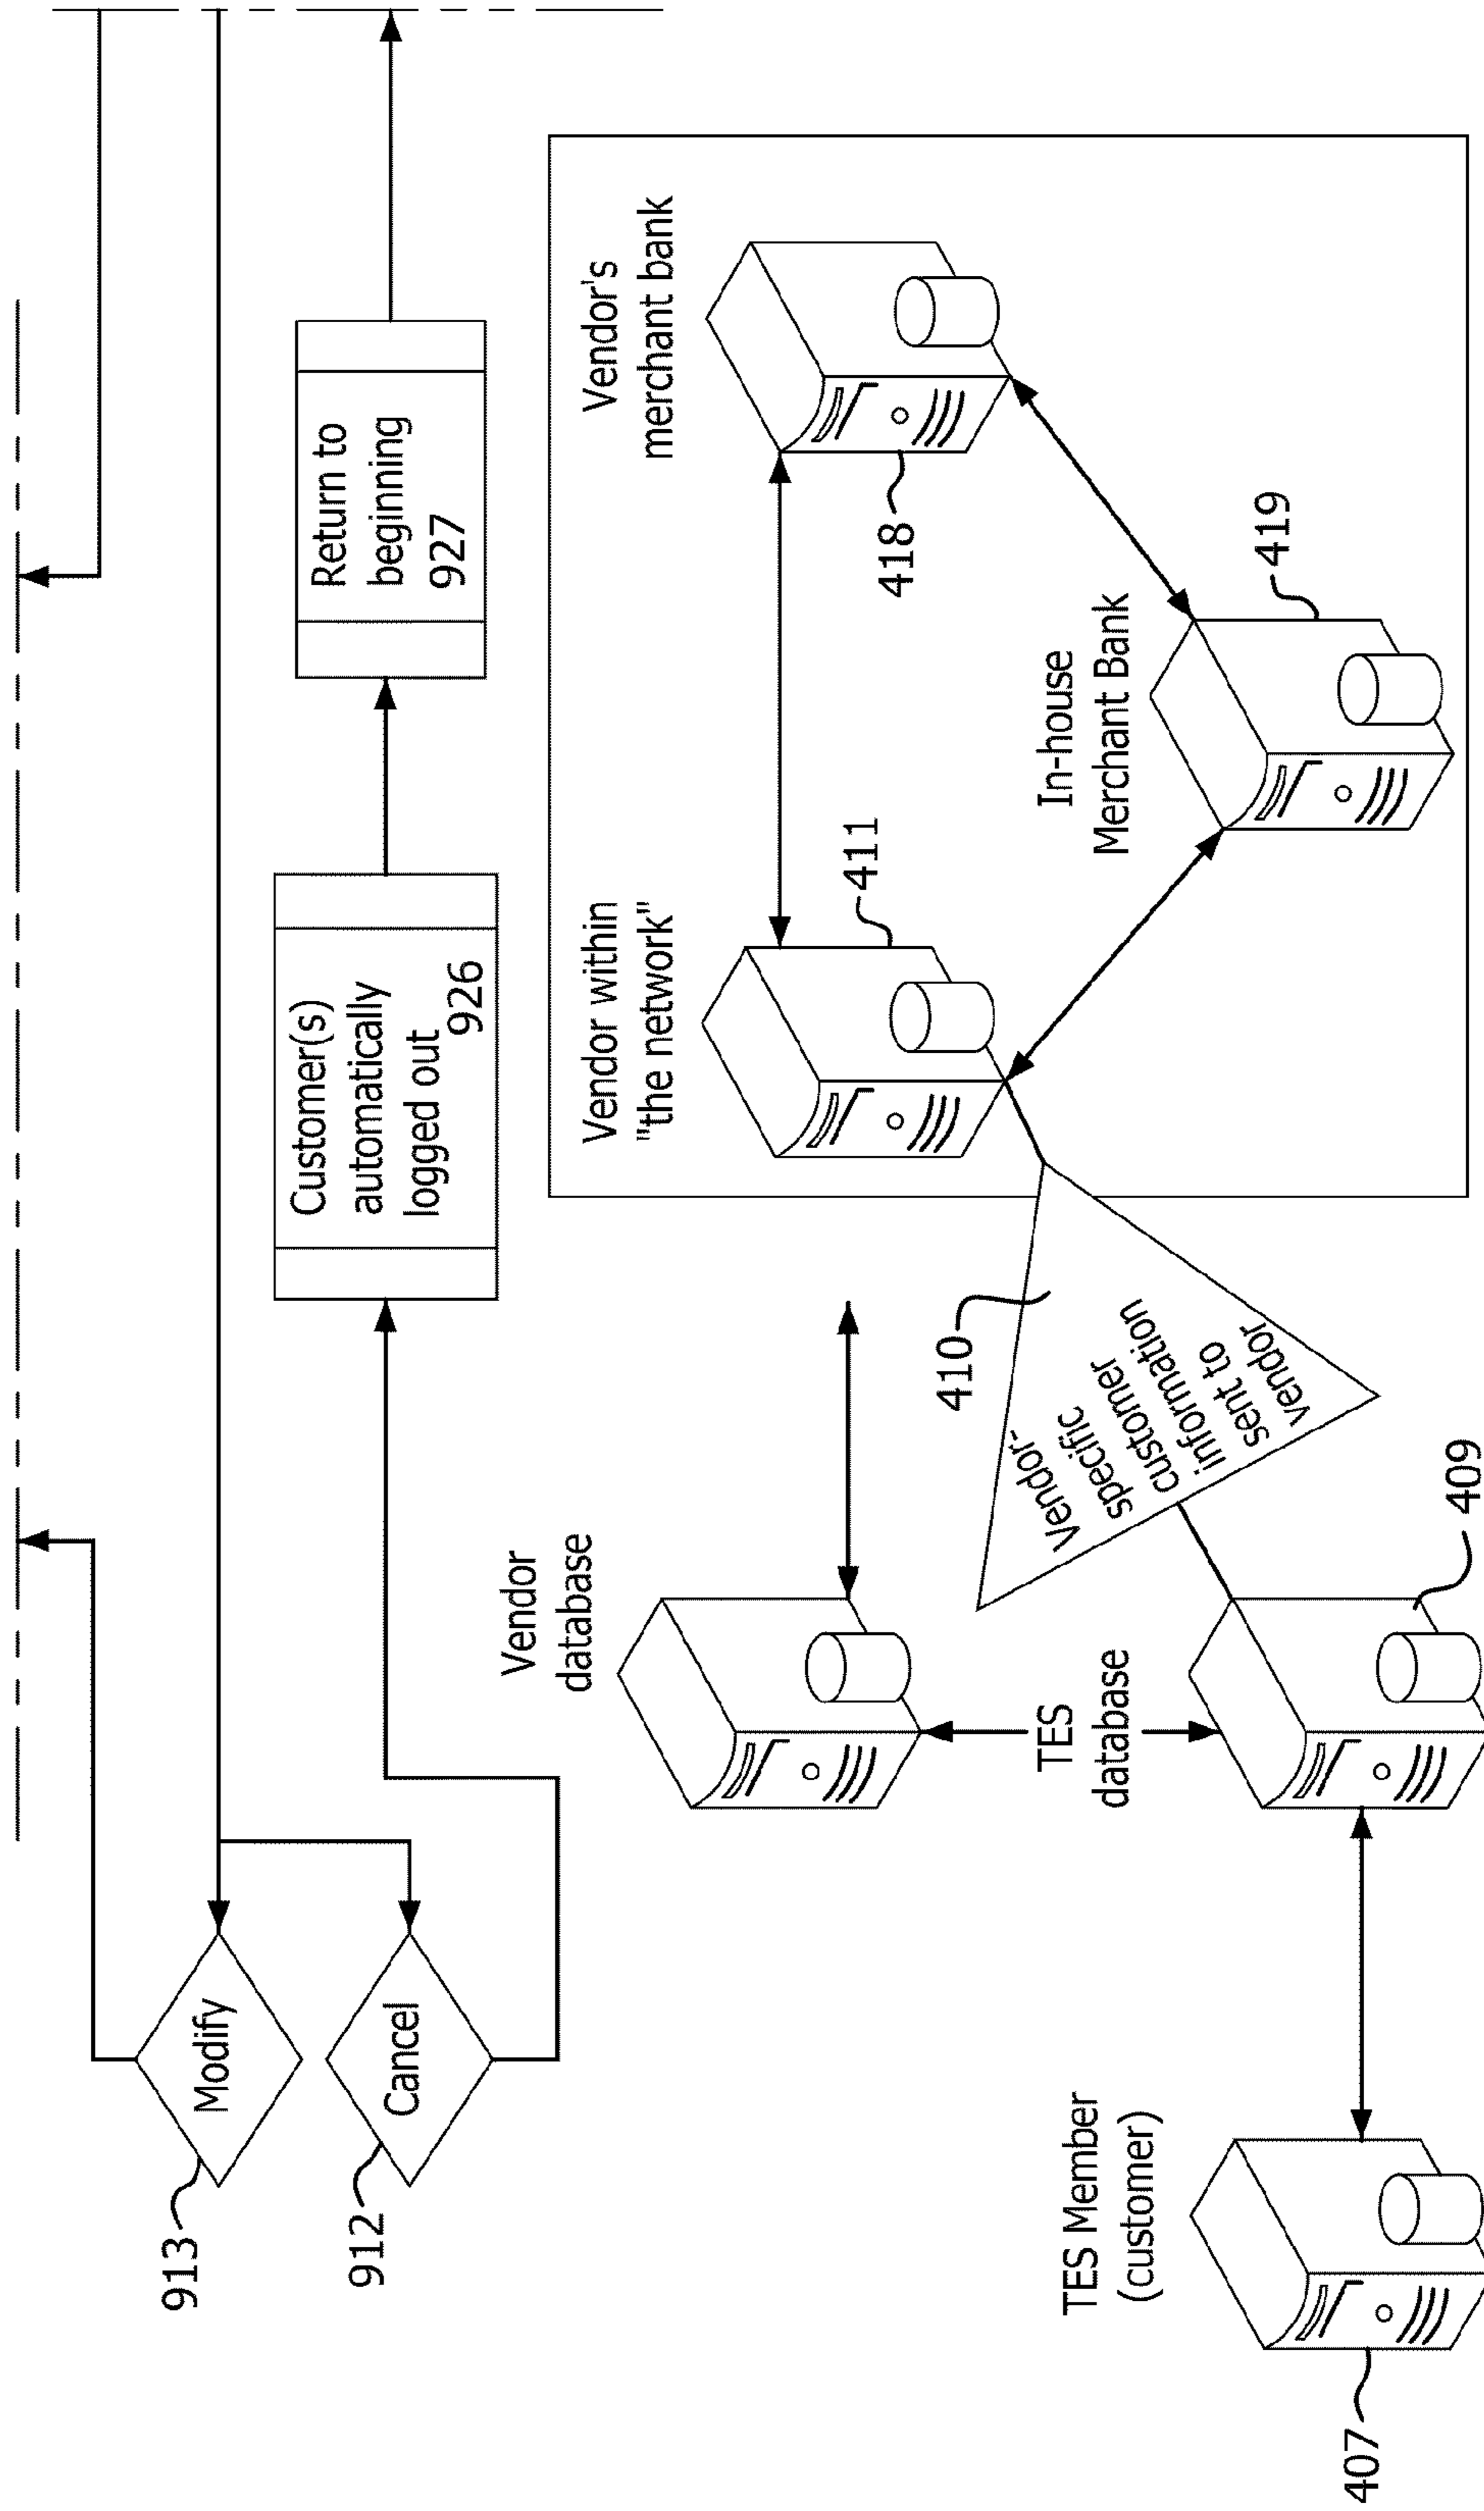 913
Modify
912
Cancel
Customer(s)
automatically
logged out
926
Return to
beginning
927
Vendor
database
Vendor within
"the network"
411
Vendor's
merchant bank
418
In-house
Merchant Bank
419
410
Vendor-
specific
customer
information
sent to
vendor
TES
database
409
TES Member
(customer)
407